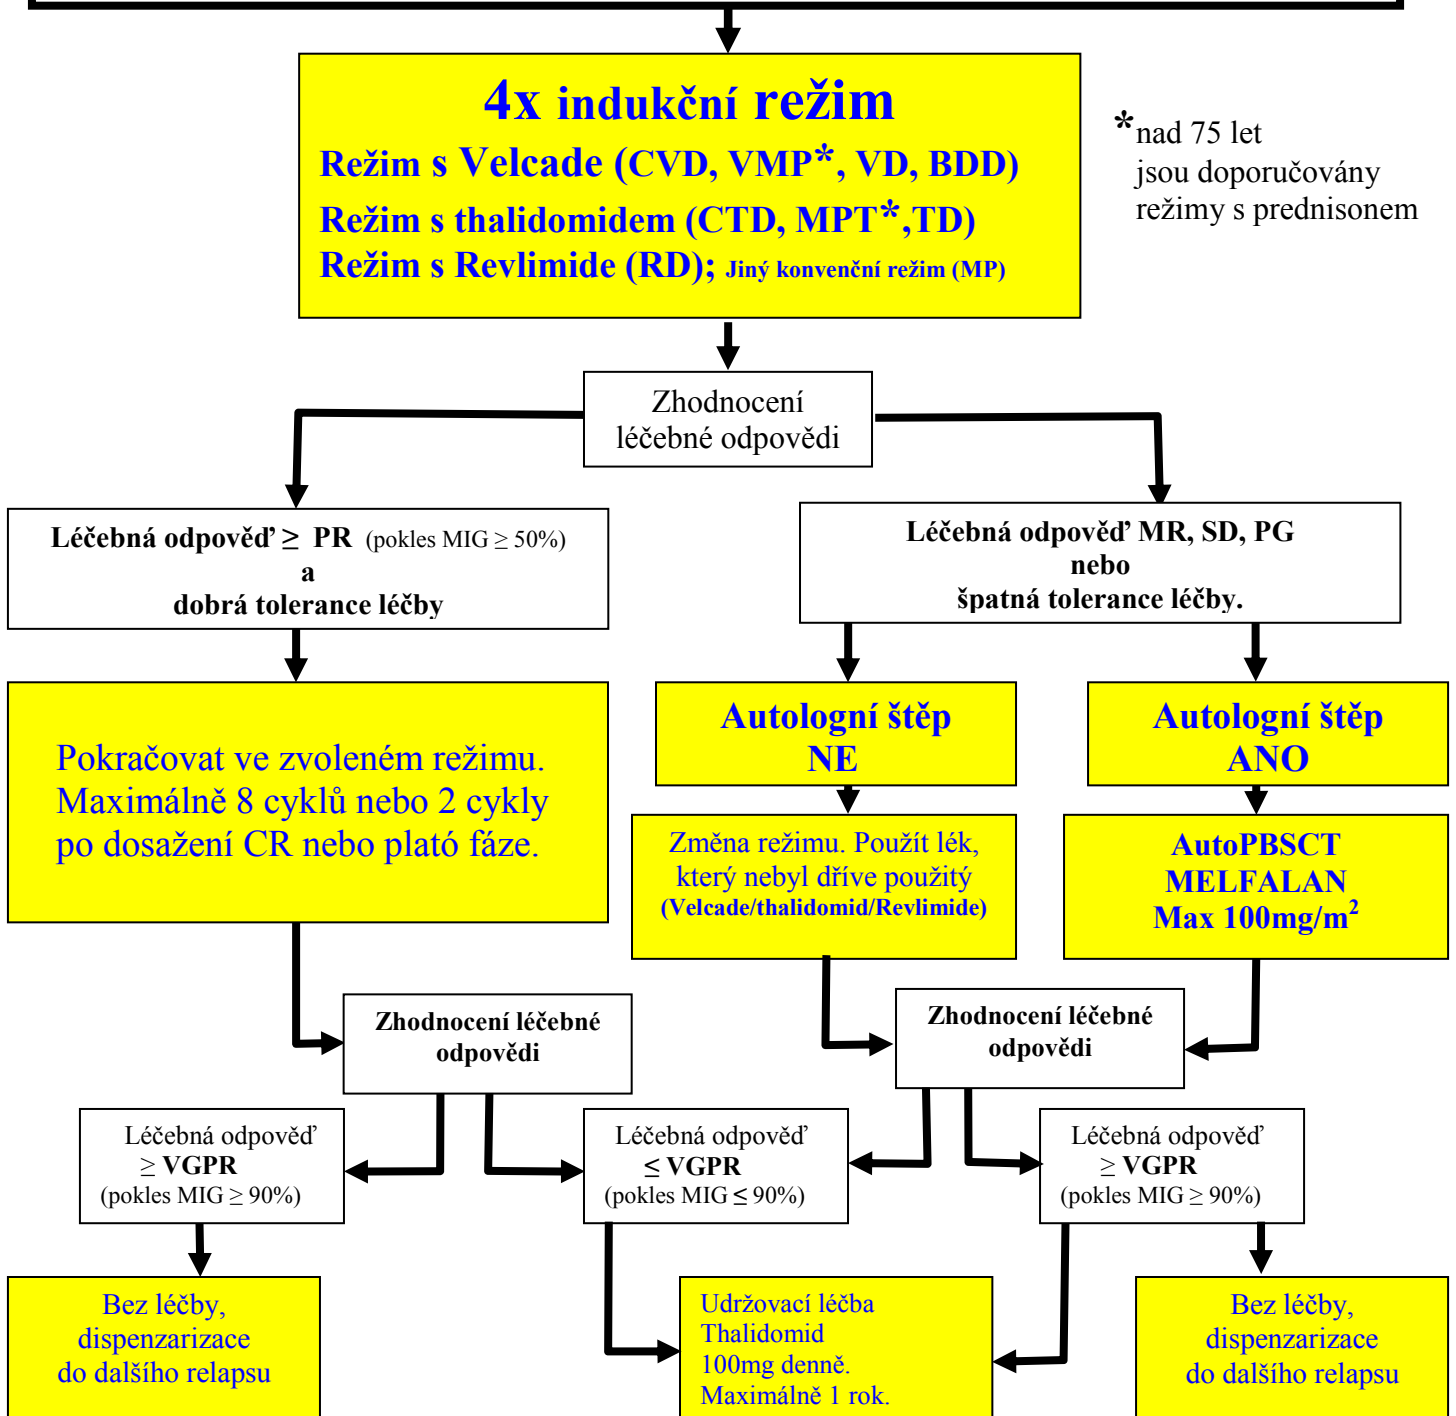 4x indukční režim
Režim s Velcade (CVD, VMP*, VD, BDD)
Režim s thalidomidem (CTD, MPT*,TD)
Režim s Revlimide (RD); Jiný konvenční režim (MP)
*nad 75 let
jsou doporučovány
režimy s prednisonem
Zhodnocení
léčebné odpovědi
Léčebná odpověď ≥ PR (pokles MIG ≥ 50%)
a
dobrá tolerance léčby
Léčebná odpověď MR, SD, PG
nebo
špatná tolerance léčby.
Pokračovat ve zvoleném režimu.
Maximálně 8 cyklů nebo 2 cykly
po dosažení CR nebo plató fáze.
Autologní štěp
NE
Autologní štěp
ANO
Změna režimu. Použít lék,
který nebyl dříve použitý
(Velcade/thalidomid/Revlimide)
AutoPBSCT
MELFALAN
Max 100mg/m²
Zhodnocení léčebné
odpovědi
Zhodnocení léčebné
odpovědi
Léčebná odpověď
≥ VGPR
(pokles MIG ≥ 90%)
Léčebná odpověď
≤ VGPR
(pokles MIG ≤ 90%)
Léčebná odpověď
≥ VGPR
(pokles MIG ≥ 90%)
Bez léčby,
dispenzarizace
do dalšího relapsu
Udržovací léčba
Thalidomid
100mg denně.
Maximálně 1 rok.
Bez léčby,
dispenzarizace
do dalšího relapsu